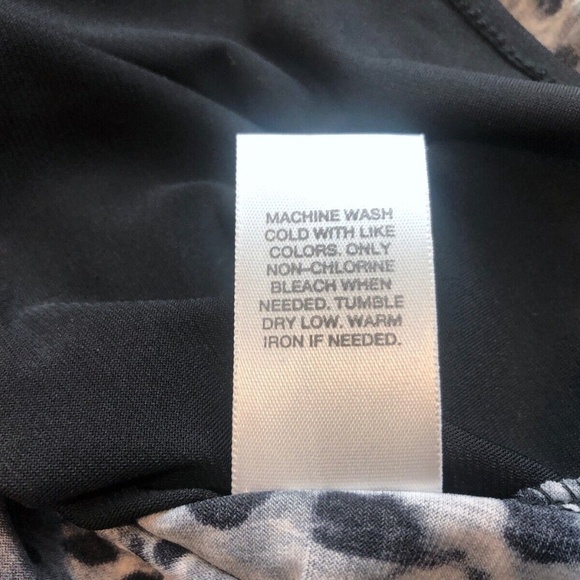 MACHINE WASH
COLD WITH LIKE
COLORS. ONLY
NON-CHLORINE
BLEACH WHEN
NEEDED. TUMBLE
DRY LOW. WARM
IRON IF NEEDED.